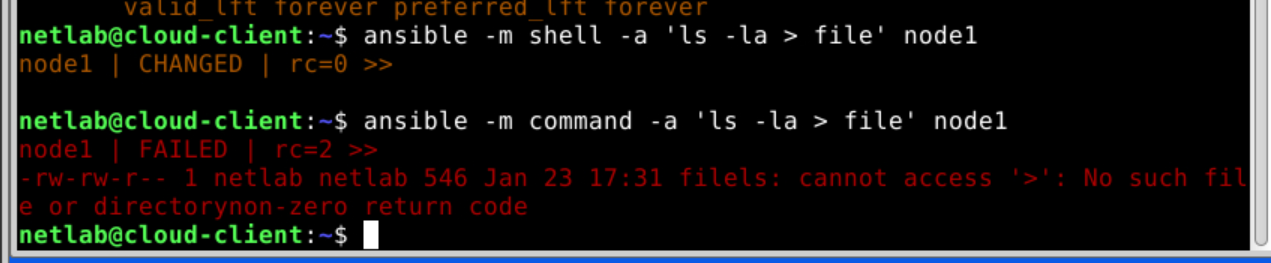 valid_lft forever preferred_lft forever
netlab@cloud-client:~$ ansible -m shell -a 'ls -la > file' node1
node1 | CHANGED | rc=0 >>
netlab@cloud-client:~$ ansible -m command -a 'ls -la > file' node1
node1 | FAILED | rc=2 >>
-rw-rw-r-- 1 netlab netlab 546 Jan 23 17:31 filels: cannot access '>': No such fil
e or directorynon-zero return code
netlab@cloud-client:~$